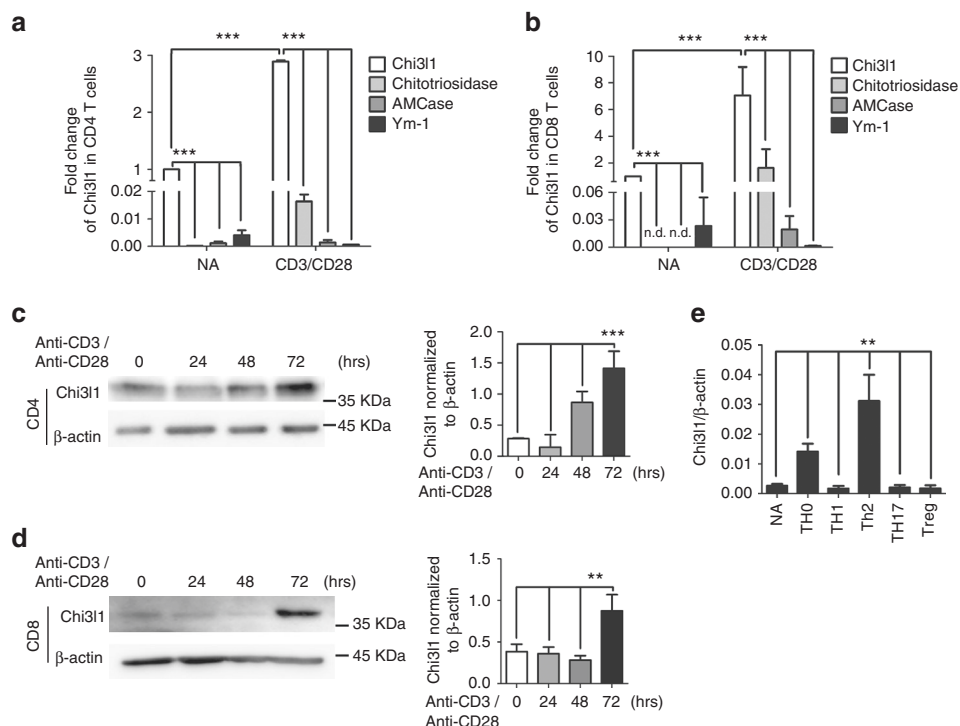 a
***
***
***
Fold change
of Chi3l1 in CD4 T cells
3
2
1
0.02
0.01
0.00
NA
CD3/CD28
Chi3l1
Chitotriosidase
AMCase
Ym-1
b
***
***
***
Fold change
of Chi3l1 in CD8 T cells
10
8
6
4
2
0.06
0.03
0.00
n.d.
n.d.
NA
CD3/CD28
Chi3l1
Chitotriosidase
AMCase
Ym-1
c
Anti-CD3 /
Anti-CD28 0 24 48 72 (hrs)
CD4
Chi3l1
35 KDa
β-actin
45 KDa
Chi3l1 normalized
to β-actin
2.0
1.5
1.0
0.5
0.0
***
Anti-CD3 / 0 24 48 72 (hrs)
Anti-CD28
d
Anti-CD3 /
Anti-CD28 0 24 48 72 (hrs)
CD8
Chi3l1
35 KDa
β-actin
45 KDa
Chi3l1 normalized
to β-actin
1.5
1.0
0.5
0.0
**
Anti-CD3 / 0 24 48 72 (hrs)
Anti-CD28
e
Chi3l1/β-actin
0.05
0.04
0.03
0.02
0.01
0.00
**
NA
TH0
TH1
Th2
TH17
Treg